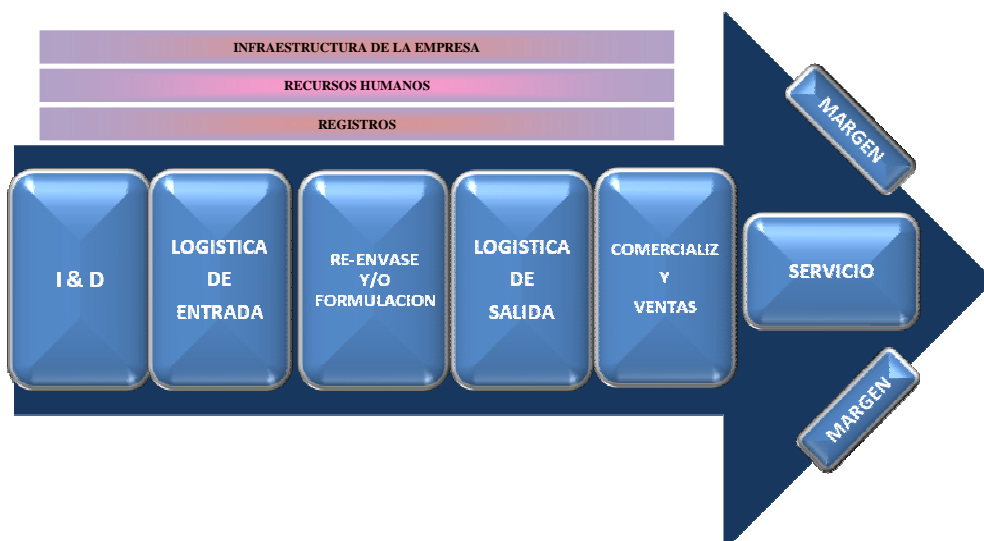 INFRAESTRUCTURA DE LA EMPRESA
RECURSOS HUMANOS
REGISTROS
I & D
LOGISTICA
DE
ENTRADA
RE-ENVASE
Y/O
FORMULACION
LOGISTICA
DE
SALIDA
COMERCIALIZ
Y
VENTAS
SERVICIO
MARGEN
MARGEN